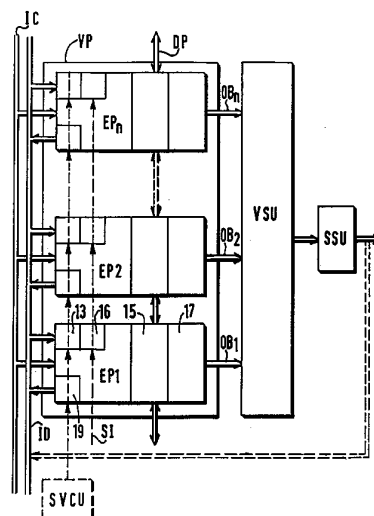 IC
VP
DP
EPn
OBn
VSU
SSU
EP2
OB2
13
16
15
17
EP1
OB1
19
SI
ID
SVCU